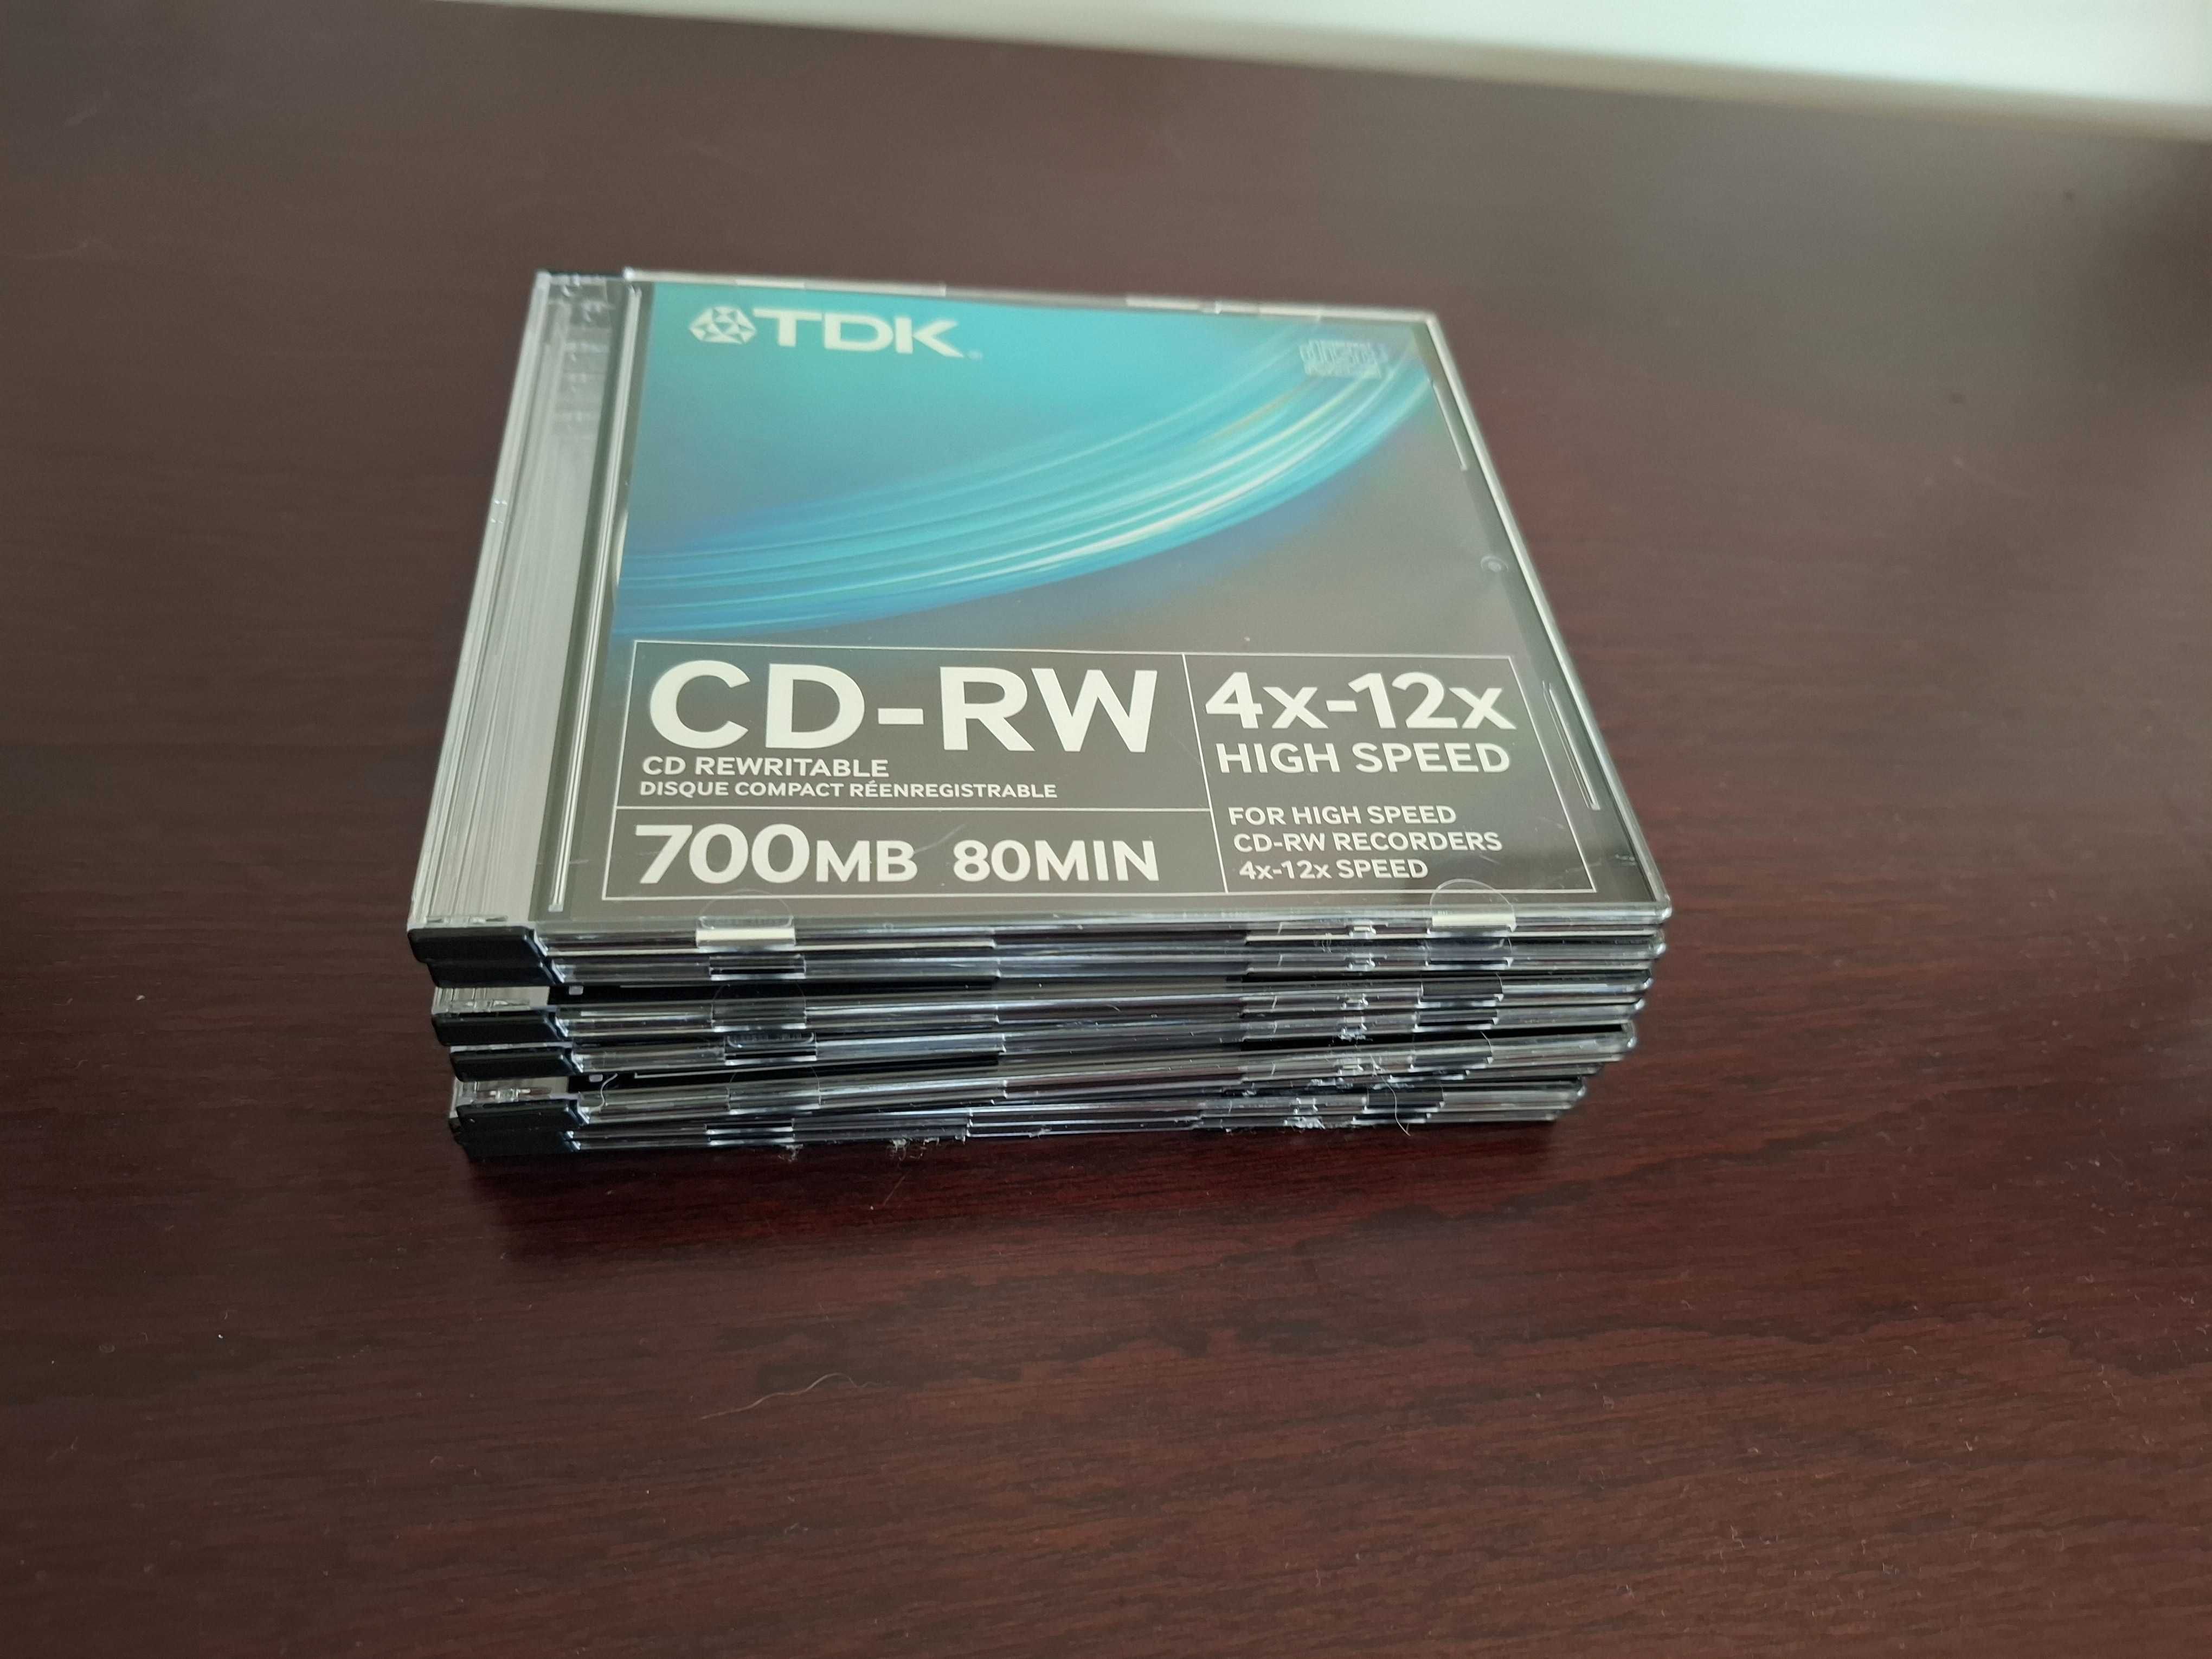 TDK
CD-RW
CD REWRITABLE
DISQUE COMPACT RÉENREGISTRABLE
700MB 80MIN
4x-12x
HIGH SPEED
FOR HIGH SPEED
CD-RW RECORDERS
4x-12x SPEED